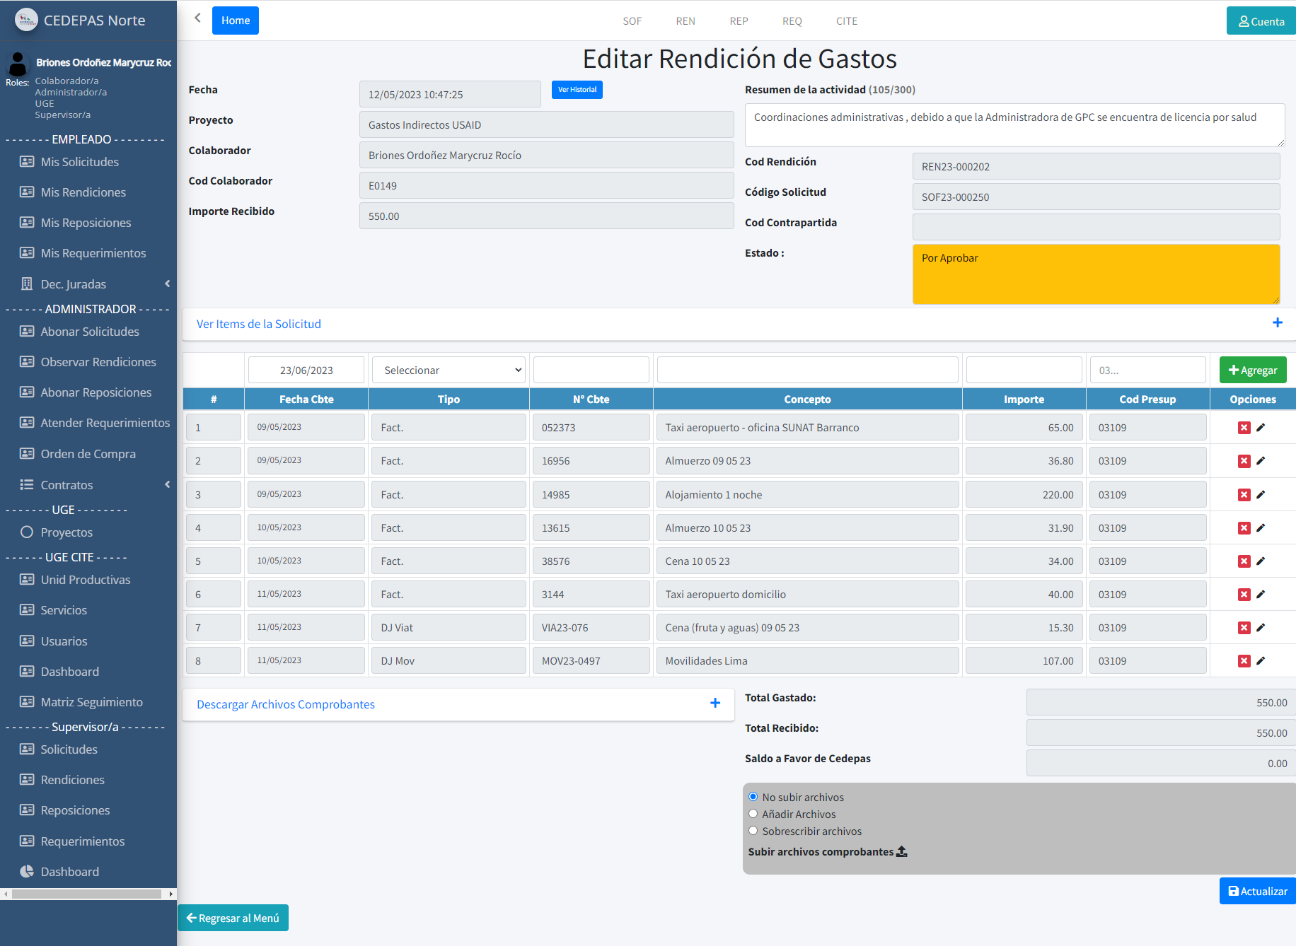 CEDEPAS Norte
Home
SOF
REN
REP
REQ
CITE
Cuenta
Briones Ordoñez Marycruz Roc
Roles:
Colaborador/a
Administrador/a
UGE
Supervisor/a
------ EMPLEADO -------
Mis Solicitudes
Mis Rendiciones
Mis Reposiciones
Mis Requerimientos
Dec. Juradas
------ ADMINISTRADOR -----
Abonar Solicitudes
Observar Rendiciones
Abonar Reposiciones
Atender Requerimientos
Orden de Compra
Contratos
------- UGE --------
Proyectos
------ UGE CITE -----
Unid Productivas
Servicios
Usuarios
Dashboard
Matriz Seguimiento
------- Supervisor/a -------
Solicitudes
Rendiciones
Reposiciones
Requerimientos
Dashboard
Editar Rendición de Gastos
Fecha
12/05/2023 10:47:25
Ver Historial
Proyecto
Gastos Indirectos USAID
Colaborador
Briones Ordoñez Marycruz Rocío
Cod Colaborador
E0149
Importe Recibido
550.00
Resumen de la actividad (105/300)
Coordinaciones administrativas , debido a que la Administradora de GPC se encuentra de licencia por salud
Cod Rendición
REN23-000202
Código Solicitud
SOF23-000250
Cod Contrapartida
Estado :
Por Aprobar
Ver Items de la Solicitud
23/06/2023 Seleccionar 03... Agregar
# Fecha Cbte Tipo N° Cbte Concepto Importe Cod Presup Opciones
1 09/05/2023 Fact. 052373 Taxi aeropuerto - oficina SUNAT Barranco 65.00 03109
2 09/05/2023 Fact. 16956 Almuerzo 09 05 23 36.80 03109
3 09/05/2023 Fact. 14985 Alojamiento 1 noche 220.00 03109
4 10/05/2023 Fact. 13615 Almuerzo 10 05 23 31.90 03109
5 10/05/2023 Fact. 38576 Cena 10 05 23 34.00 03109
6 11/05/2023 Fact. 3144 Taxi aeropuerto domicilio 40.00 03109
7 11/05/2023 DJ Viat VIA23-076 Cena (fruta y aguas) 09 05 23 15.30 03109
8 11/05/2023 DJ Mov MOV23-0497 Movilidades Lima 107.00 03109
Descargar Archivos Comprobantes
Total Gastado:
550.00
Total Recibido:
550.00
Saldo a Favor de Cedepas
0.00
No subir archivos
Añadir Archivos
Sobrescribir archivos
Subir archivos comprobantes
Actualizar
Regresar al Menú